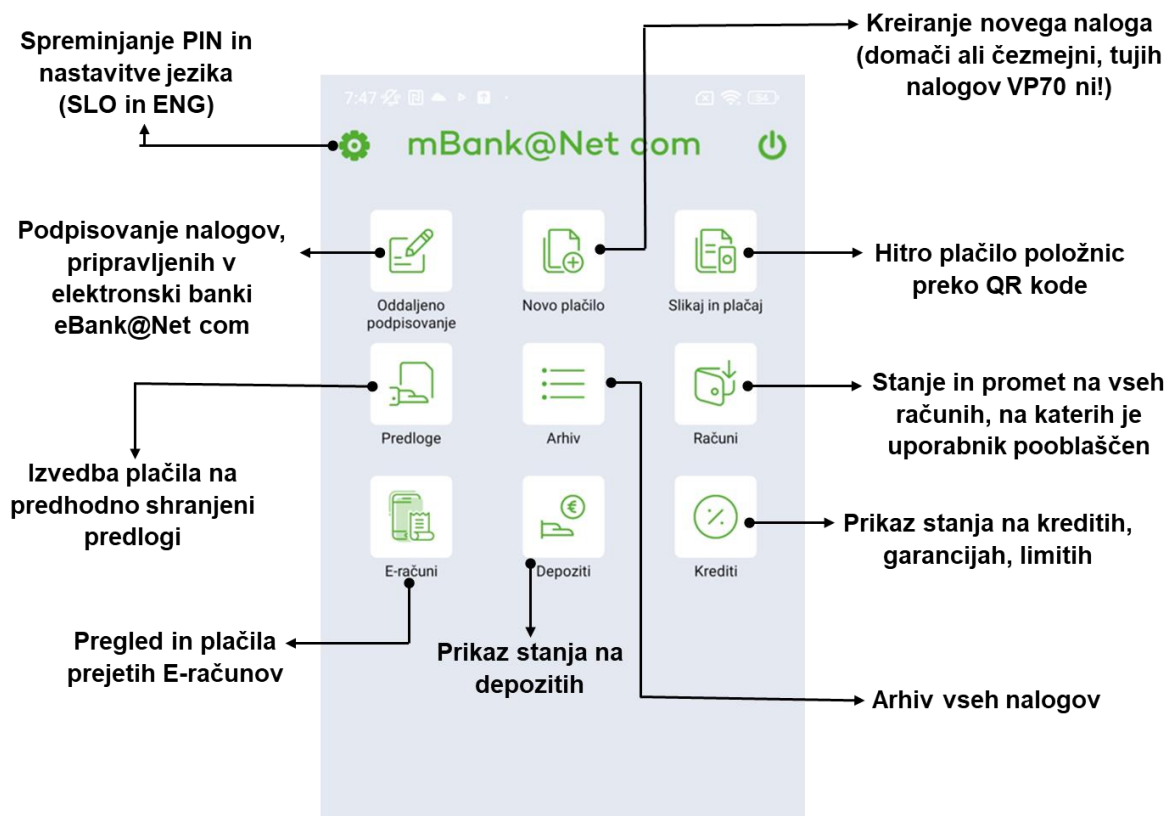 Kreiranje novega naloga
(domači ali čezmejni, tujih
nalogov VP70 ni!)
Spreminjanje PIN in
nastavitve jezika
(SLO in ENG)
7:47
54
mBank@Net com
Podpisovanje nalogov,
pripravljenih v
elektronski banki
eBank@Net com
Oddaljeno
podpisovanje
Novo plačilo
Slikaj in plačaj
Hitro plačilo položnic
preko QR kode
Predloge
Arhiv
Računi
Stanje in promet na vseh
računih, na katerih je
uporabnik pooblaščen
Izvedba plačila na
predhodno shranjeni
predlogi
E-računi
Depoziti
Krediti
Prikaz stanja na kreditih,
garancijah, limitih
Pregled in plačila
prejetih E-računov
Prikaz stanja na
depozitih
Arhiv vseh nalogov